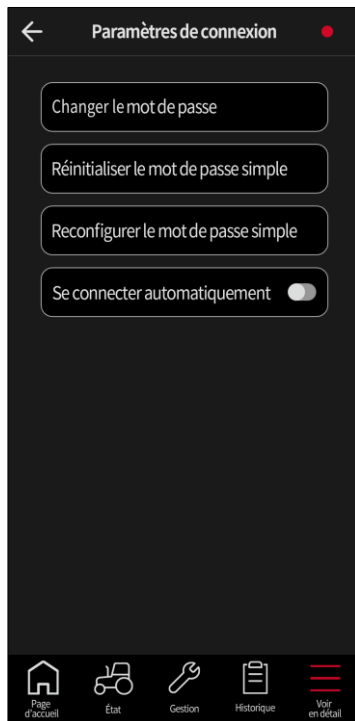 Paramètres de connexion
Changer le mot de passe
Réinitialiser le mot de passe simple
Reconfigurer le mot de passe simple
Se connecter automatiquement
Page
d'accueil
État
Gestion
Historique
Voir
en détail